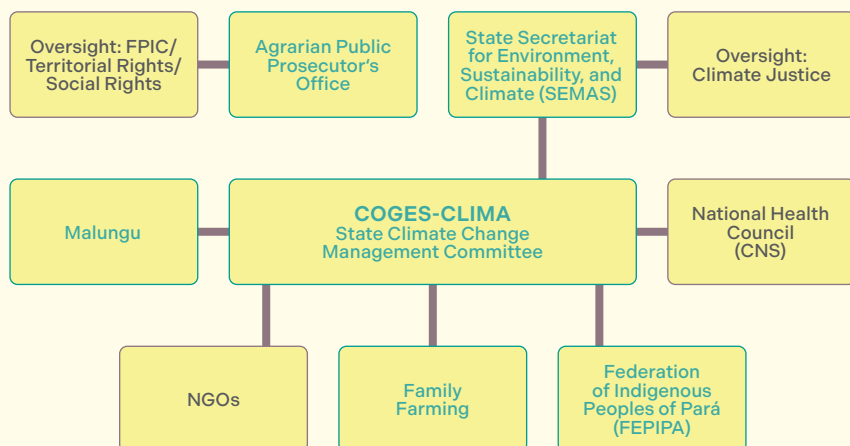 Oversight: FPIC/
Territorial Rights/
Social Rights
Agrarian Public
Prosecutor's
Office
State Secretariat
for Environment,
Sustainability, and
Climate (SEMAS)
Oversight:
Climate Justice
Malungu
COGES-CLIMA
State Climate Change
Management Committee
National Health
Council
(CNS)
NGOs
Family
Farming
Federation
of Indigenous
Peoples of Pará
(FEPIPA)